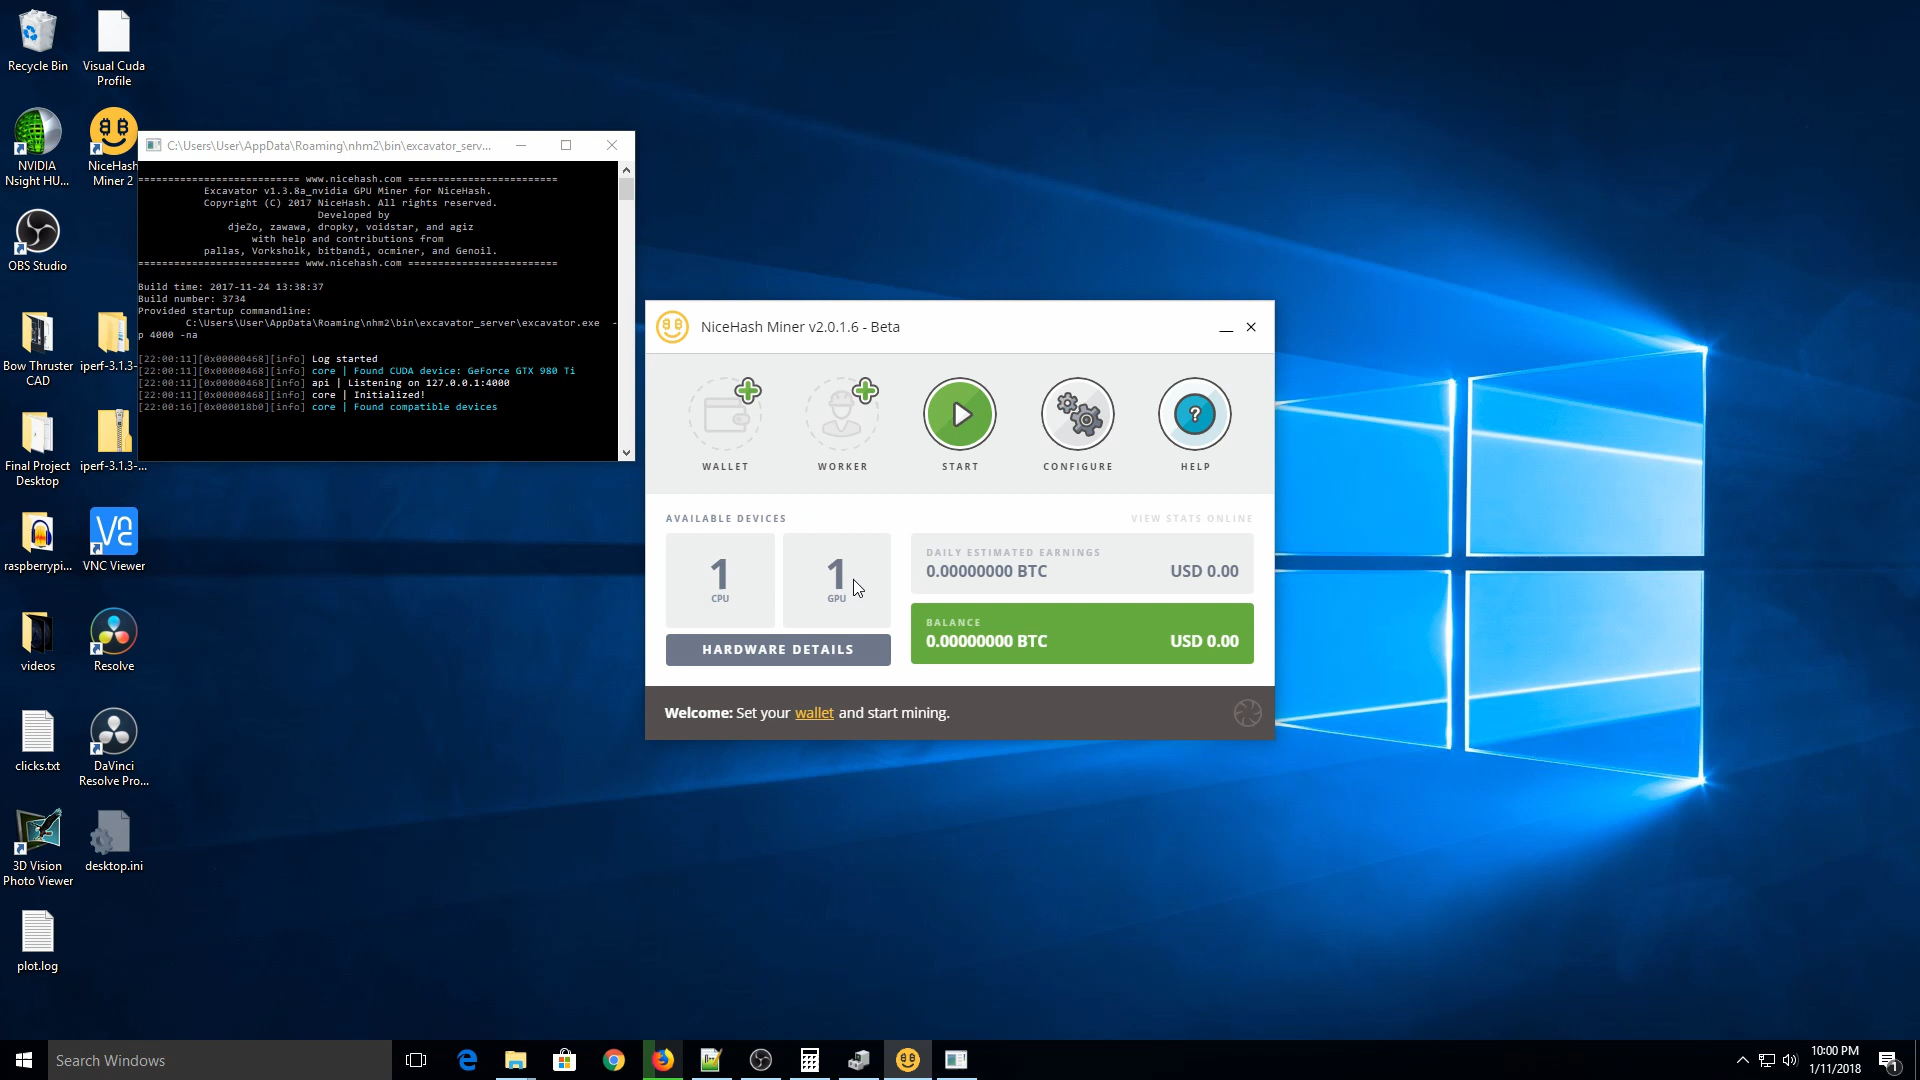 Recycle Bin
Visual Cuda
Profile
NVIDIA
Nsight HU...
NiceHash
Miner 2
OBS Studio
Bow Thruster
CAD
iperf-3.1.3-
Final Project
Desktop
iperf-3.1.3-...
raspberrypi...
VNC Viewer
videos
Resolve
clicks.txt
DaVinci
Resolve Pro...
3D Vision
Photo Viewer
desktop.ini
plot.log
C:\Users\User\AppData\Roaming\nhm2\bin\excavator_serv...
========================== www.nicehash.com ========================
Excavator v1.3.8a_nvidia GPU Miner for NiceHash.
Copyright (C) 2017 NiceHash. All rights reserved.
Developed by
djeZo, zawawa, dropky, voidstar, and agiz
with help and contributions from
pallas, Vorksholk, bitbandi, ocminer, and Genoil.
========================== www.nicehash.com ========================
Build time: 2017-11-24 13:38:37
Build number: 3734
Provided startup commandline:
C:\Users\User\AppData\Roaming\nhm2\bin\excavator_server\excavator.exe -
p 4000 -na
[22:00:11][0x00000468][info] Log started
[22:00:11][0x00000468][info] core | Found CUDA device: GeForce GTX 980 Ti
[22:00:11][0x00000468][info] api | Listening on 127.0.0.1:4000
[22:00:11][0x00000468][info] core | Initialized!
[22:00:16][0x000018b0][info] core | Found compatible devices
NiceHash Miner v2.0.1.6 - Beta
WALLET
WORKER
START
CONFIGURE
?
HELP
AVAILABLE DEVICES
VIEW STATS ONLINE
1
CPU
1
GPU
HARDWARE DETAILS
DAILY ESTIMATED EARNINGS
0.00000000 BTC USD 0.00
BALANCE
0.00000000 BTC USD 0.00
Welcome: Set your wallet and start mining.
Search Windows
10:00 PM
1/11/2018
1